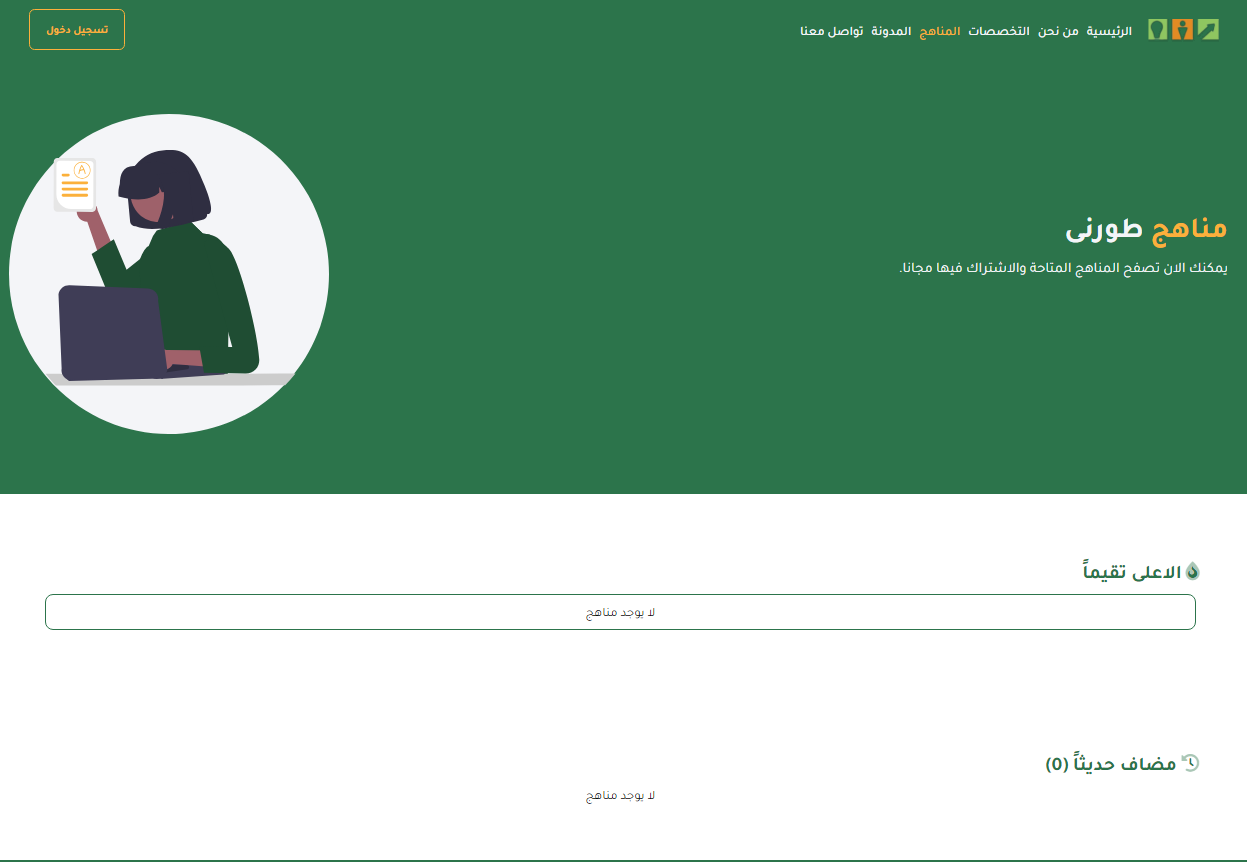 الرئيسية من نحن التخصصات المناهج المدونة تواصل معنا
تسجيل دخول
A
مناهج طورنى
يمكنك الان تصفح المناهج المتاحة والاشتراك فيها مجانا.
الاعلى تقيماً
لا يوجد مناهج
مضاف حديثاً (0)
لا يوجد مناهج